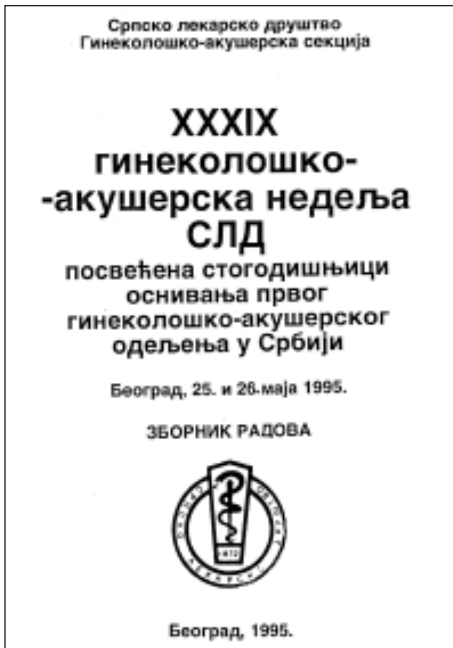 Српско лекарско друштво
Гинеколошко-акушерска секција
XXXIX
гинеколошко-
-акушерска недеља
СЛД
посвећена стогодишњици
оснивања првог
гинеколошко-акушерског
одељења у Србији
Београд, 25. и 26.маја 1995.
ЗБОРНИК РАДОВА
1872
Београд, 1995.